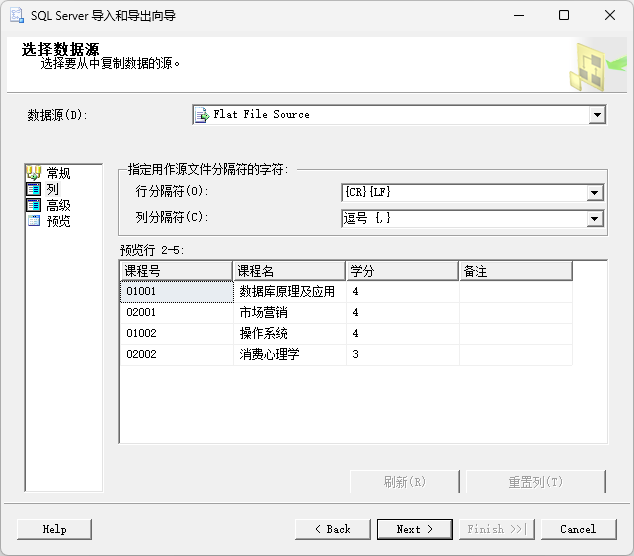 SQL Server 导入和导出向导
选择数据源
选择要从中复制数据的源。
数据源(D):
Flat File Source
常规
列
高级
预览
指定用作源文件分隔符的字符:
行分隔符(O):
{CR}{LF}
列分隔符(C):
逗号 {,}
预览行 2-5:
课程号 课程名 学分 备注
01001 数据库原理及应用 4
02001 市场营销 4
01002 操作系统 4
02002 消费心理学 3
刷新(R) 重置列(T)
Help < Back Next > Finish >>| Cancel